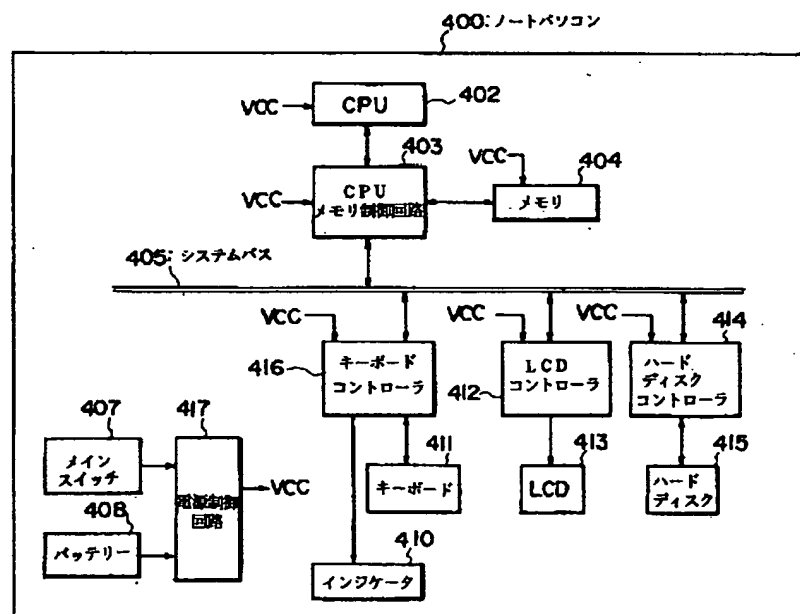 400:ノートパソコン
VCC
CPU
402
403
VCC
CPU
メモリ制御回路
VCC
404
メモリ
405:システムバス
VCC
416
キーボード
コントローラ
VCC
412
LCD
コントローラ
VCC
414
ハード
ディスク
コントローラ
407
メイン
スイッチ
417
電源制御
回路
VCC
408
バッテリー
411
キーボード
413
LCD
415
ハード
ディスク
410
インジケータ